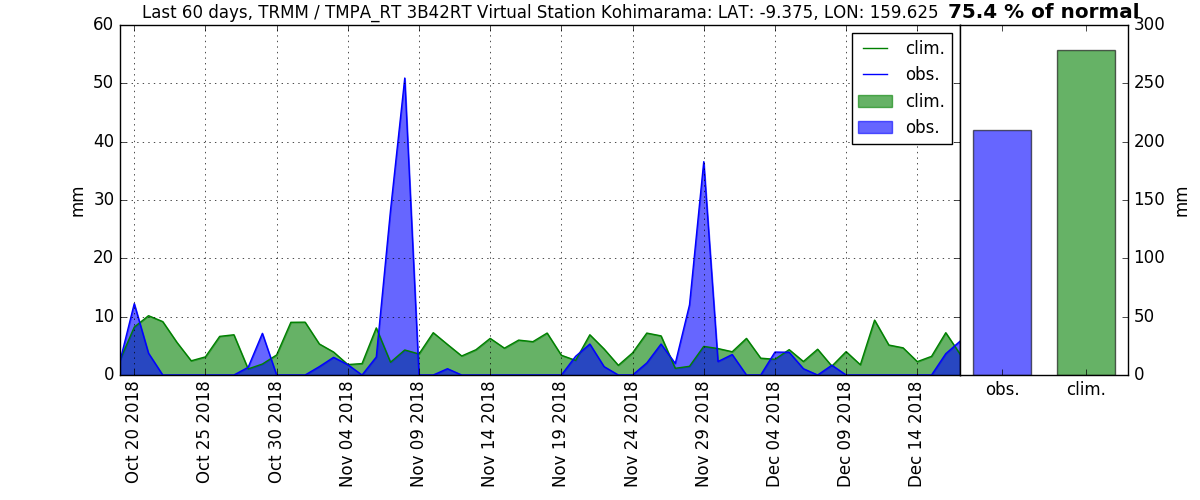 Last 60 days, TRMM / TMPA_RT 3B42RT Virtual Station Kohimarama: LAT: -9.375, LON: 159.625 75.4 % of normal
60
50
40
30
20
10
0
mm
clim.
obs.
clim.
obs.
Oct 20 2018
Oct 25 2018
Oct 30 2018
Nov 04 2018
Nov 09 2018
Nov 14 2018
Nov 19 2018
Nov 24 2018
Nov 29 2018
Dec 04 2018
Dec 09 2018
Dec 14 2018
300
250
200
150
100
50
0
mm
obs. clim.